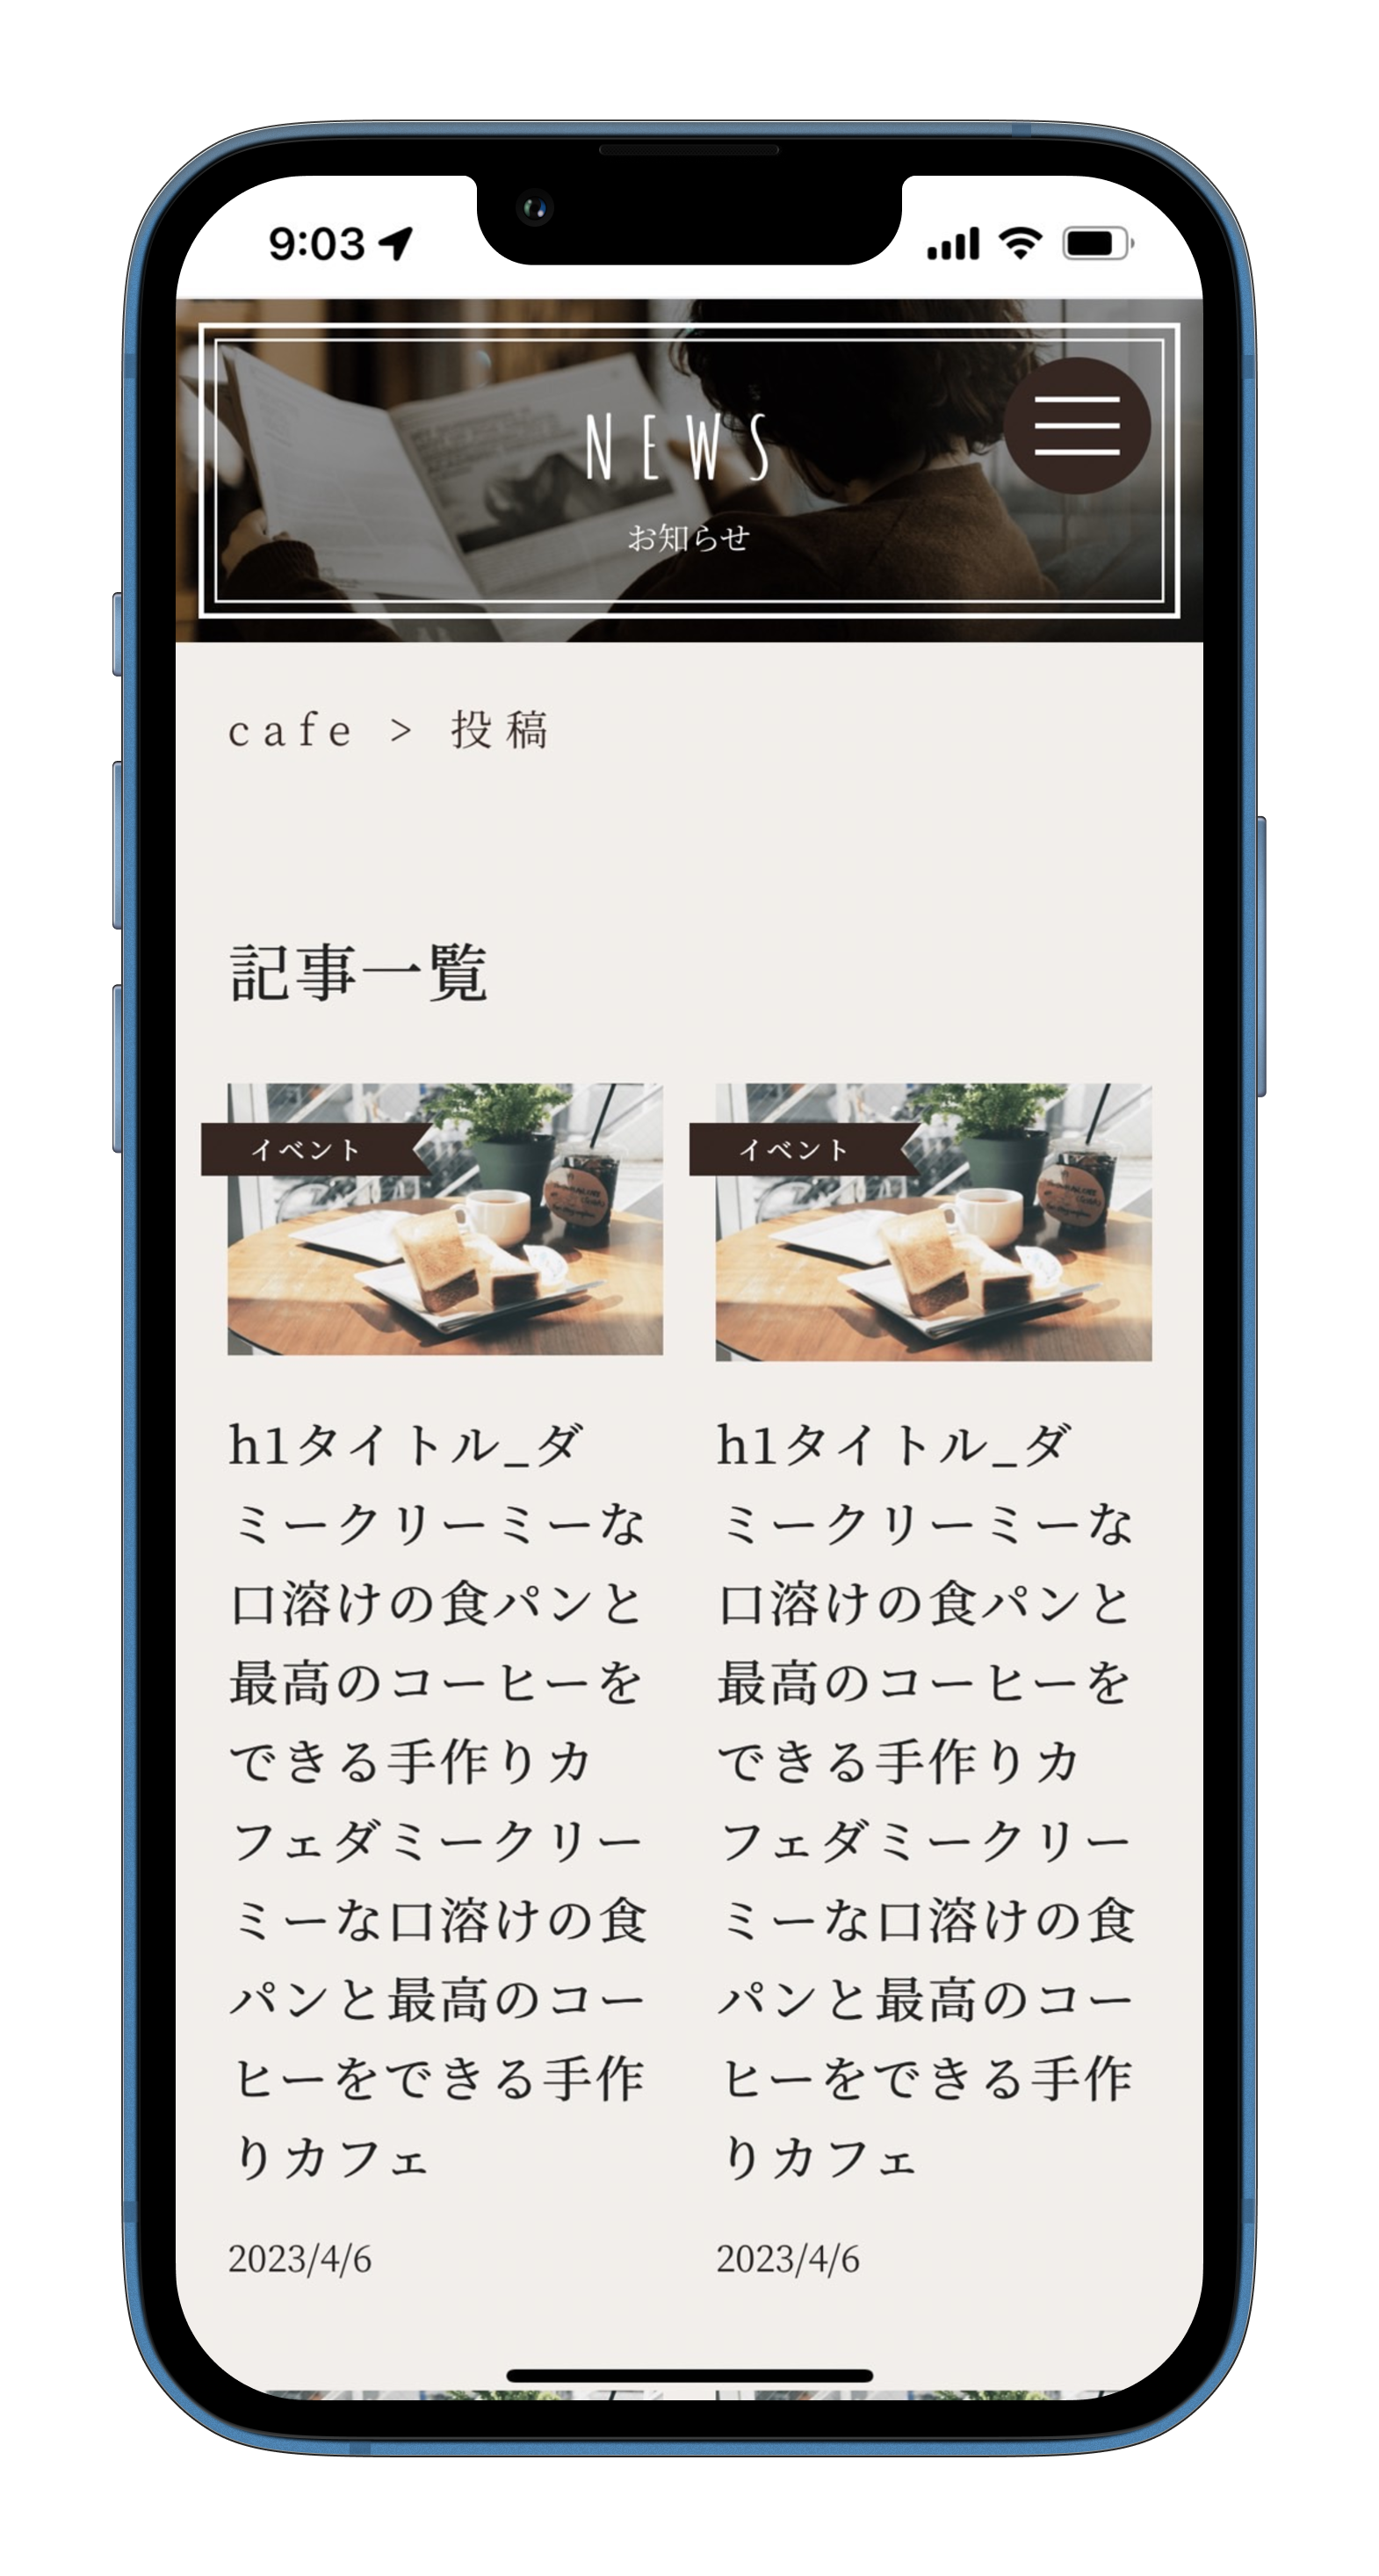 9:03
NEWS
お知らせ
cafe > 投稿
記事一覧
イベント
h1タイトル_ダ
ミークリーミーな
口溶けの食パンと
最高のコーヒーを
できる手作りカ
フェダミークリー
ミーな口溶けの食
パンと最高のコー
ヒーをできる手作
りカフェ
2023/4/6
イベント
h1タイトル_ダ
ミークリーミーな
口溶けの食パンと
最高のコーヒーを
できる手作りカ
フェダミークリー
ミーな口溶けの食
パンと最高のコー
ヒーをできる手作
りカフェ
2023/4/6